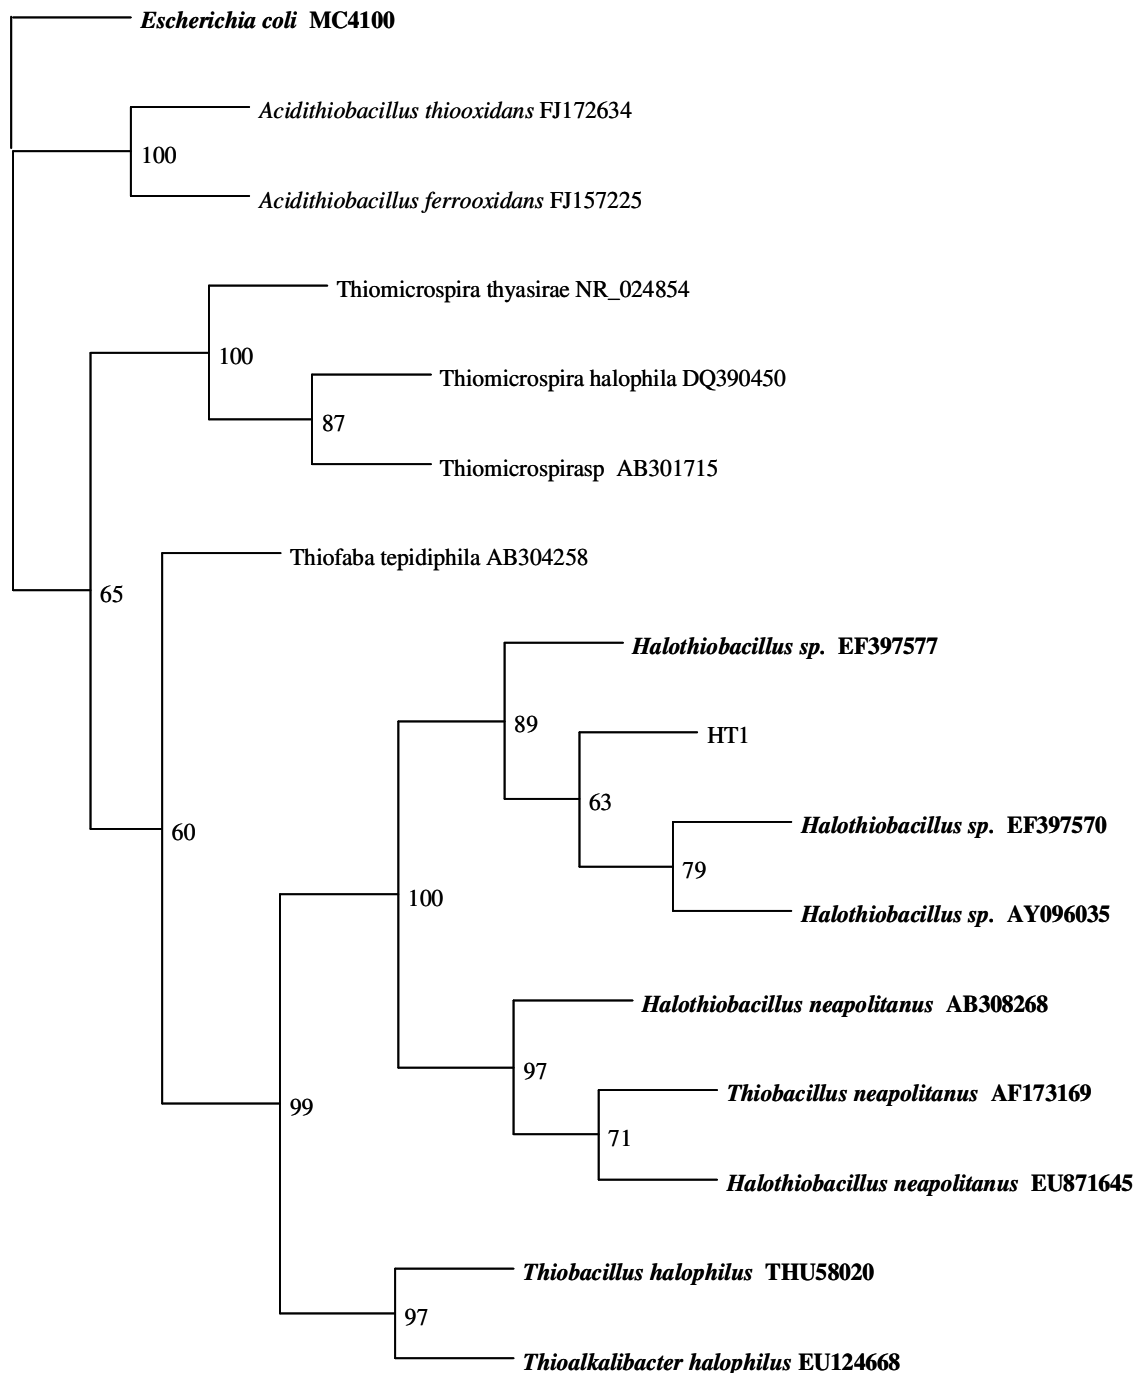 Escherichia coli MC4100
Acidithiobacillus thiooxidans FJ172634
100
Acidithiobacillus ferrooxidans FJ157225
Thiomicrospira thyasirae NR_024854
100
Thiomicrospira halophila DQ390450
87
Thiomicrospirasp AB301715
Thiofaba tepidiphila AB304258
65
Halothiobacillus sp. EF397577
89
HT1
63
Halothiobacillus sp. EF397570
60
79
100
Halothiobacillus sp. AY096035
Halothiobacillus neapolitanus AB308268
97
Thiobacillus neapolitanus AF173169
99
71
Halothiobacillus neapolitanus EU871645
Thiobacillus halophilus THU58020
97
Thioalkalibacter halophilus EU124668